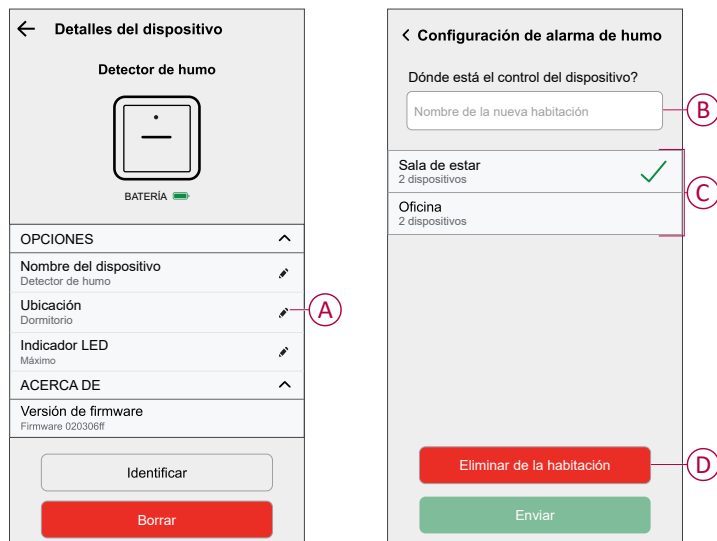 Detalles del dispositivo
Detector de humo
BATERÍA
OPCIONES
Nombre del dispositivo
Detector de humo
Ubicación
Dormitorio
A
Indicador LED
Máximo
ACERCA DE
Versión de firmware
Firmware 020306ff
Identificar
Borrar
Configuración de alarma de humo
Dónde está el control del dispositivo?
Nombre de la nueva habitación
B
Sala de estar
2 dispositivos
C
Oficina
2 dispositivos
Eliminar de la habitación
D
Enviar